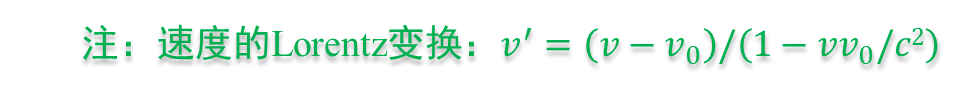 注：速度的Lorentz变换：𝑣′ = (𝑣 − 𝑣₀)/(1 − 𝑣𝑣₀/𝑐²)